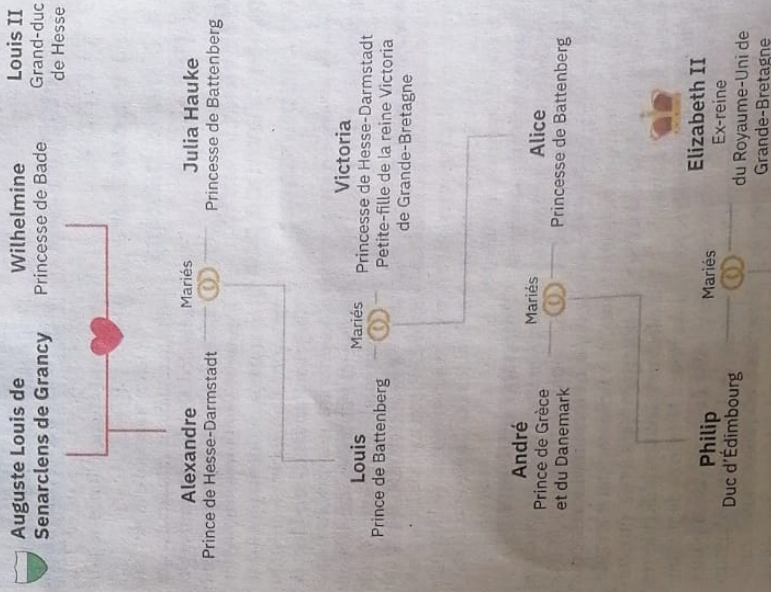 Auguste Louis de
Senarclens de Grancy
Wilhelmine
Princesse de Bade
Louis II
Grand-duc
de Hesse
Alexandre
Prince de Hesse-Darmstadt
Mariés
Julia Hauke
Princesse de Battenberg
Louis
Prince de Battenberg
Mariés
Victoria
Princesse de Hesse-Darmstadt
Petite-fille de la reine Victoria
de Grande-Bretagne
André
Prince de Grèce
et du Danemark
Mariés
Alice
Princesse de Battenberg
Philip
Duc d'Édimbourg
Mariés
Elizabeth II
Ex-reine
du Royaume-Uni de
Grande-Bretagne